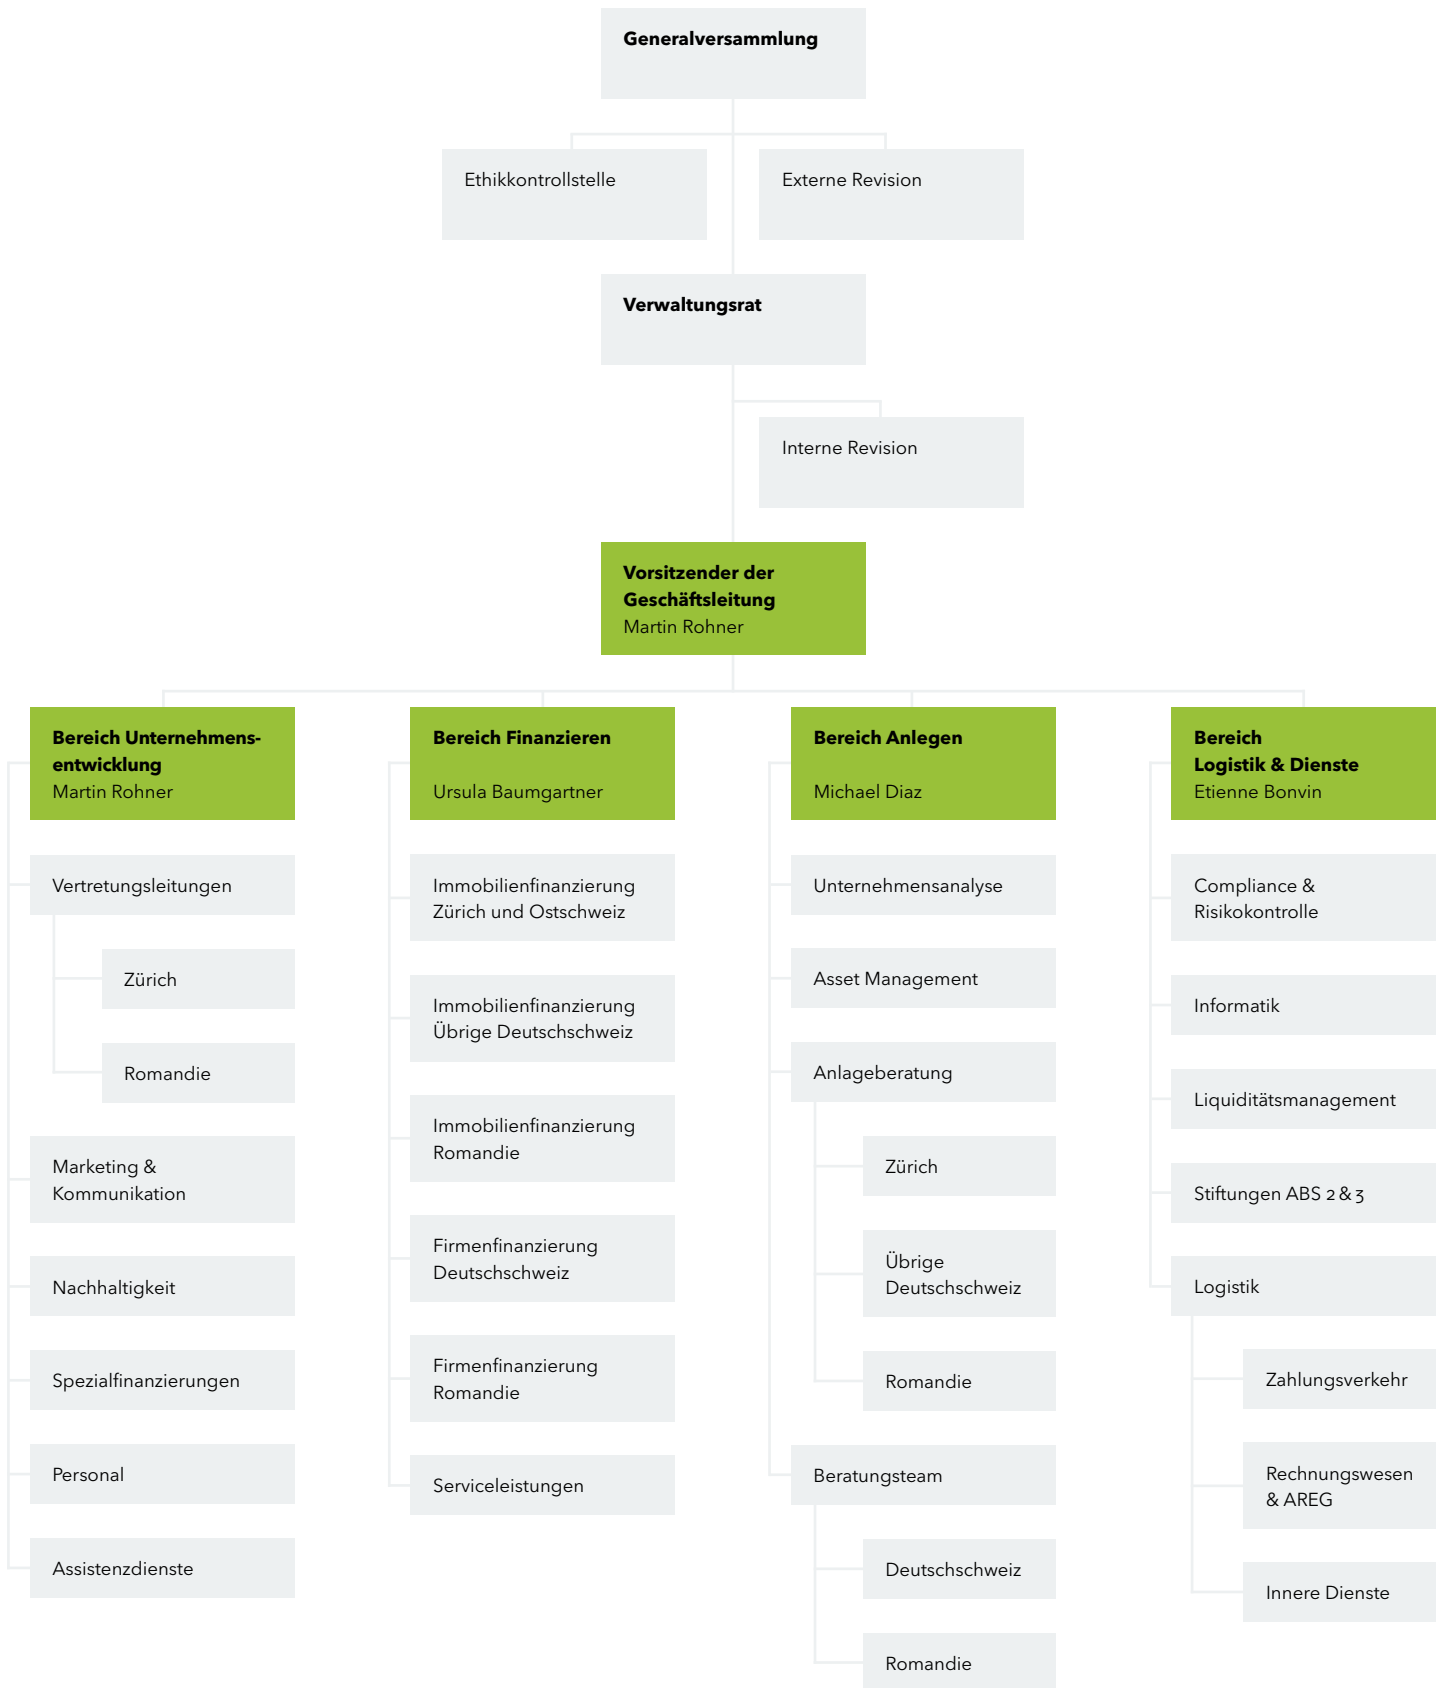 Generalversammlung
Ethikkontrollstelle
Externe Revision
Verwaltungsrat
Interne Revision
Vorsitzender der
Geschäftsleitung
Martin Rohner
Bereich Unternehmens-
entwicklung
Martin Rohner
Vertretungsleitungen
Zürich
Romandie
Marketing &
Kommunikation
Nachhaltigkeit
Spezialfinanzierungen
Personal
Assistenzdienste
Bereich Finanzieren
Ursula Baumgartner
Immobilienfinanzierung
Zürich und Ostschweiz
Immobilienfinanzierung
Übrige Deutschschweiz
Immobilienfinanzierung
Romandie
Firmenfinanzierung
Deutschschweiz
Firmenfinanzierung
Romandie
Serviceleistungen
Bereich Anlegen
Michael Diaz
Unternehmensanalyse
Asset Management
Anlageberatung
Zürich
Übrige
Deutschschweiz
Romandie
Beratungsteam
Deutschschweiz
Romandie
Bereich
Logistik & Dienste
Etienne Bonvin
Compliance &
Risikokontrolle
Informatik
Liquiditätsmanagement
Stiftungen ABS 2 & 3
Logistik
Zahlungsverkehr
Rechnungswesen
& AREG
Innere Dienste